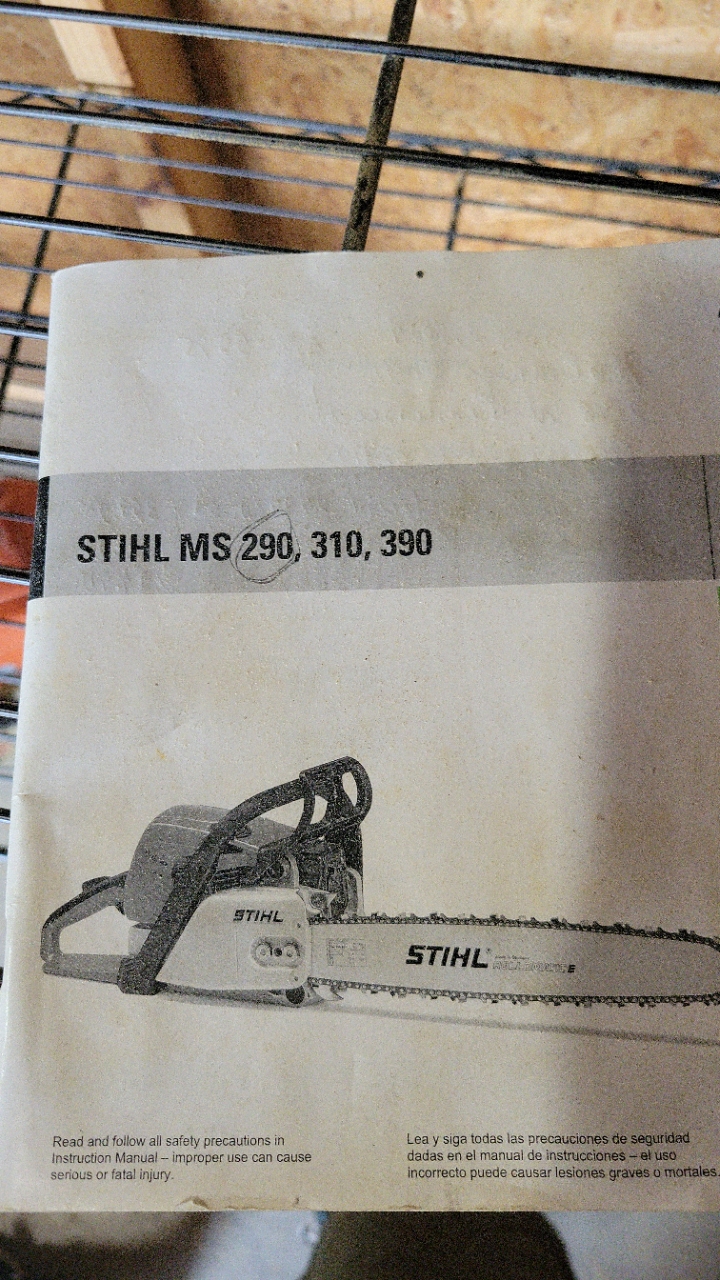 STIHL MS 290, 310, 390
STIHL
STIHL
Read and follow all safety precautions in
Instruction Manual – improper use can cause
serious or fatal injury.
Lea y siga todas las precauciones de seguridad
dadas en el manual de instrucciones – el uso
incorrecto puede causar lesiones graves o mortales.